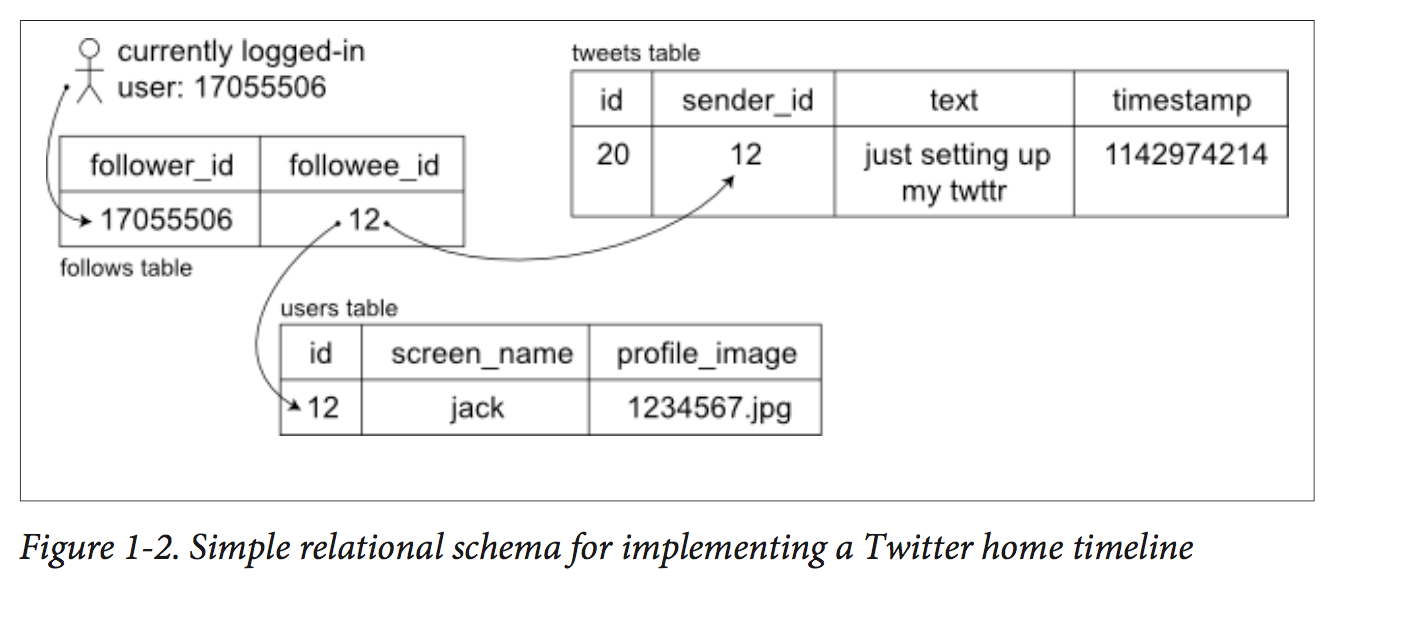 currently logged-in
user: 17055506
follower_id followee_id
17055506 12
follows table
tweets table
id sender_id text timestamp
20 12 just setting up 1142974214
my twttr
users table
id screen_name profile_image
12 jack 1234567.jpg
Figure 1-2. Simple relational schema for implementing a Twitter home timeline